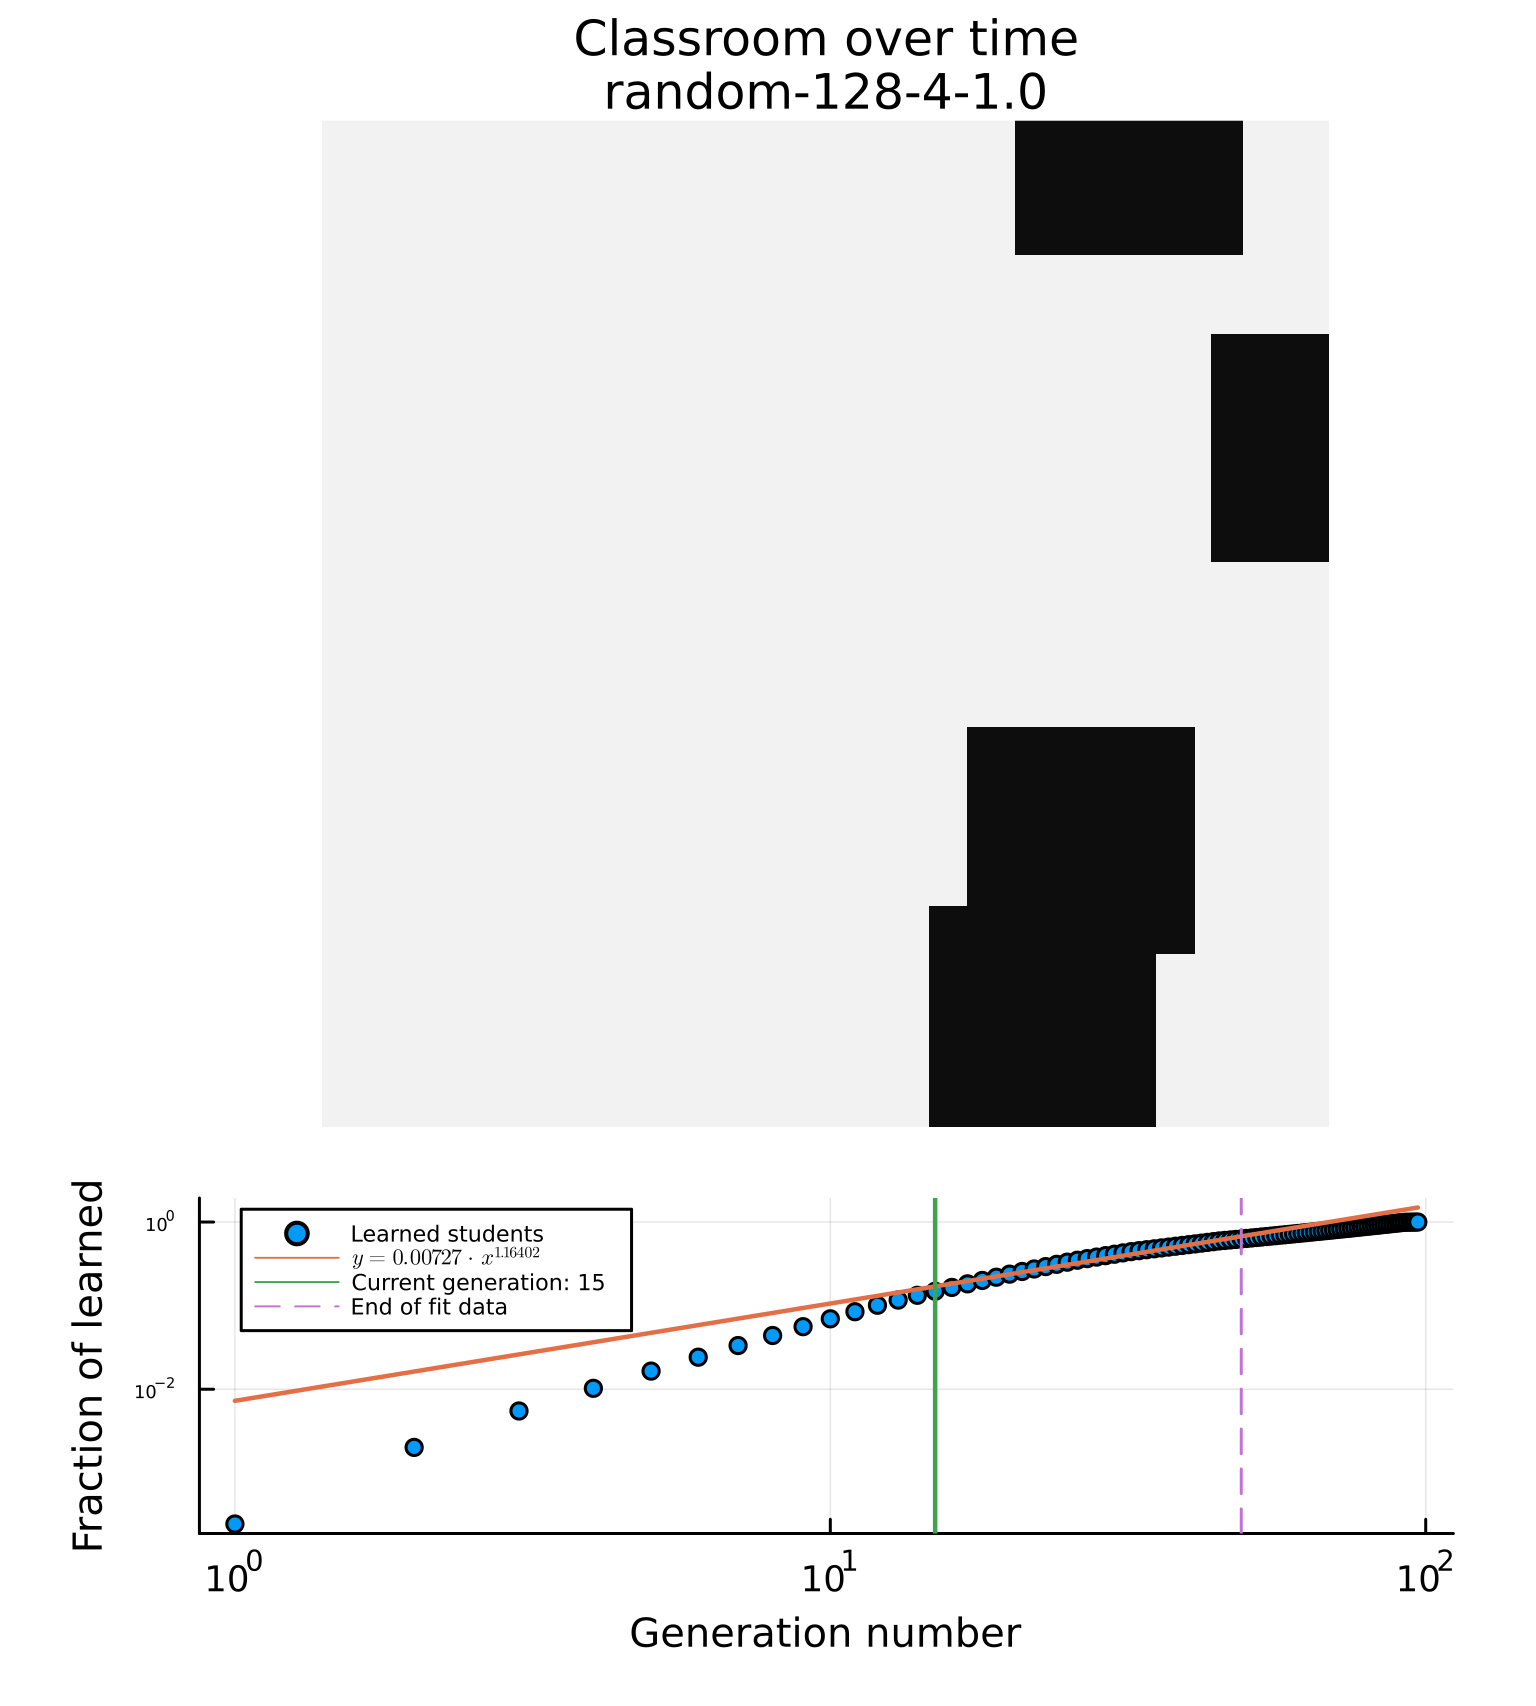 Classroom over time
random-128-4-1.0
Fraction of learned
10^0
10^−2
Learned students
y = 0.00727 · x^1.16402
Current generation: 15
End of fit data
10^0 10^1 10^2
Generation number